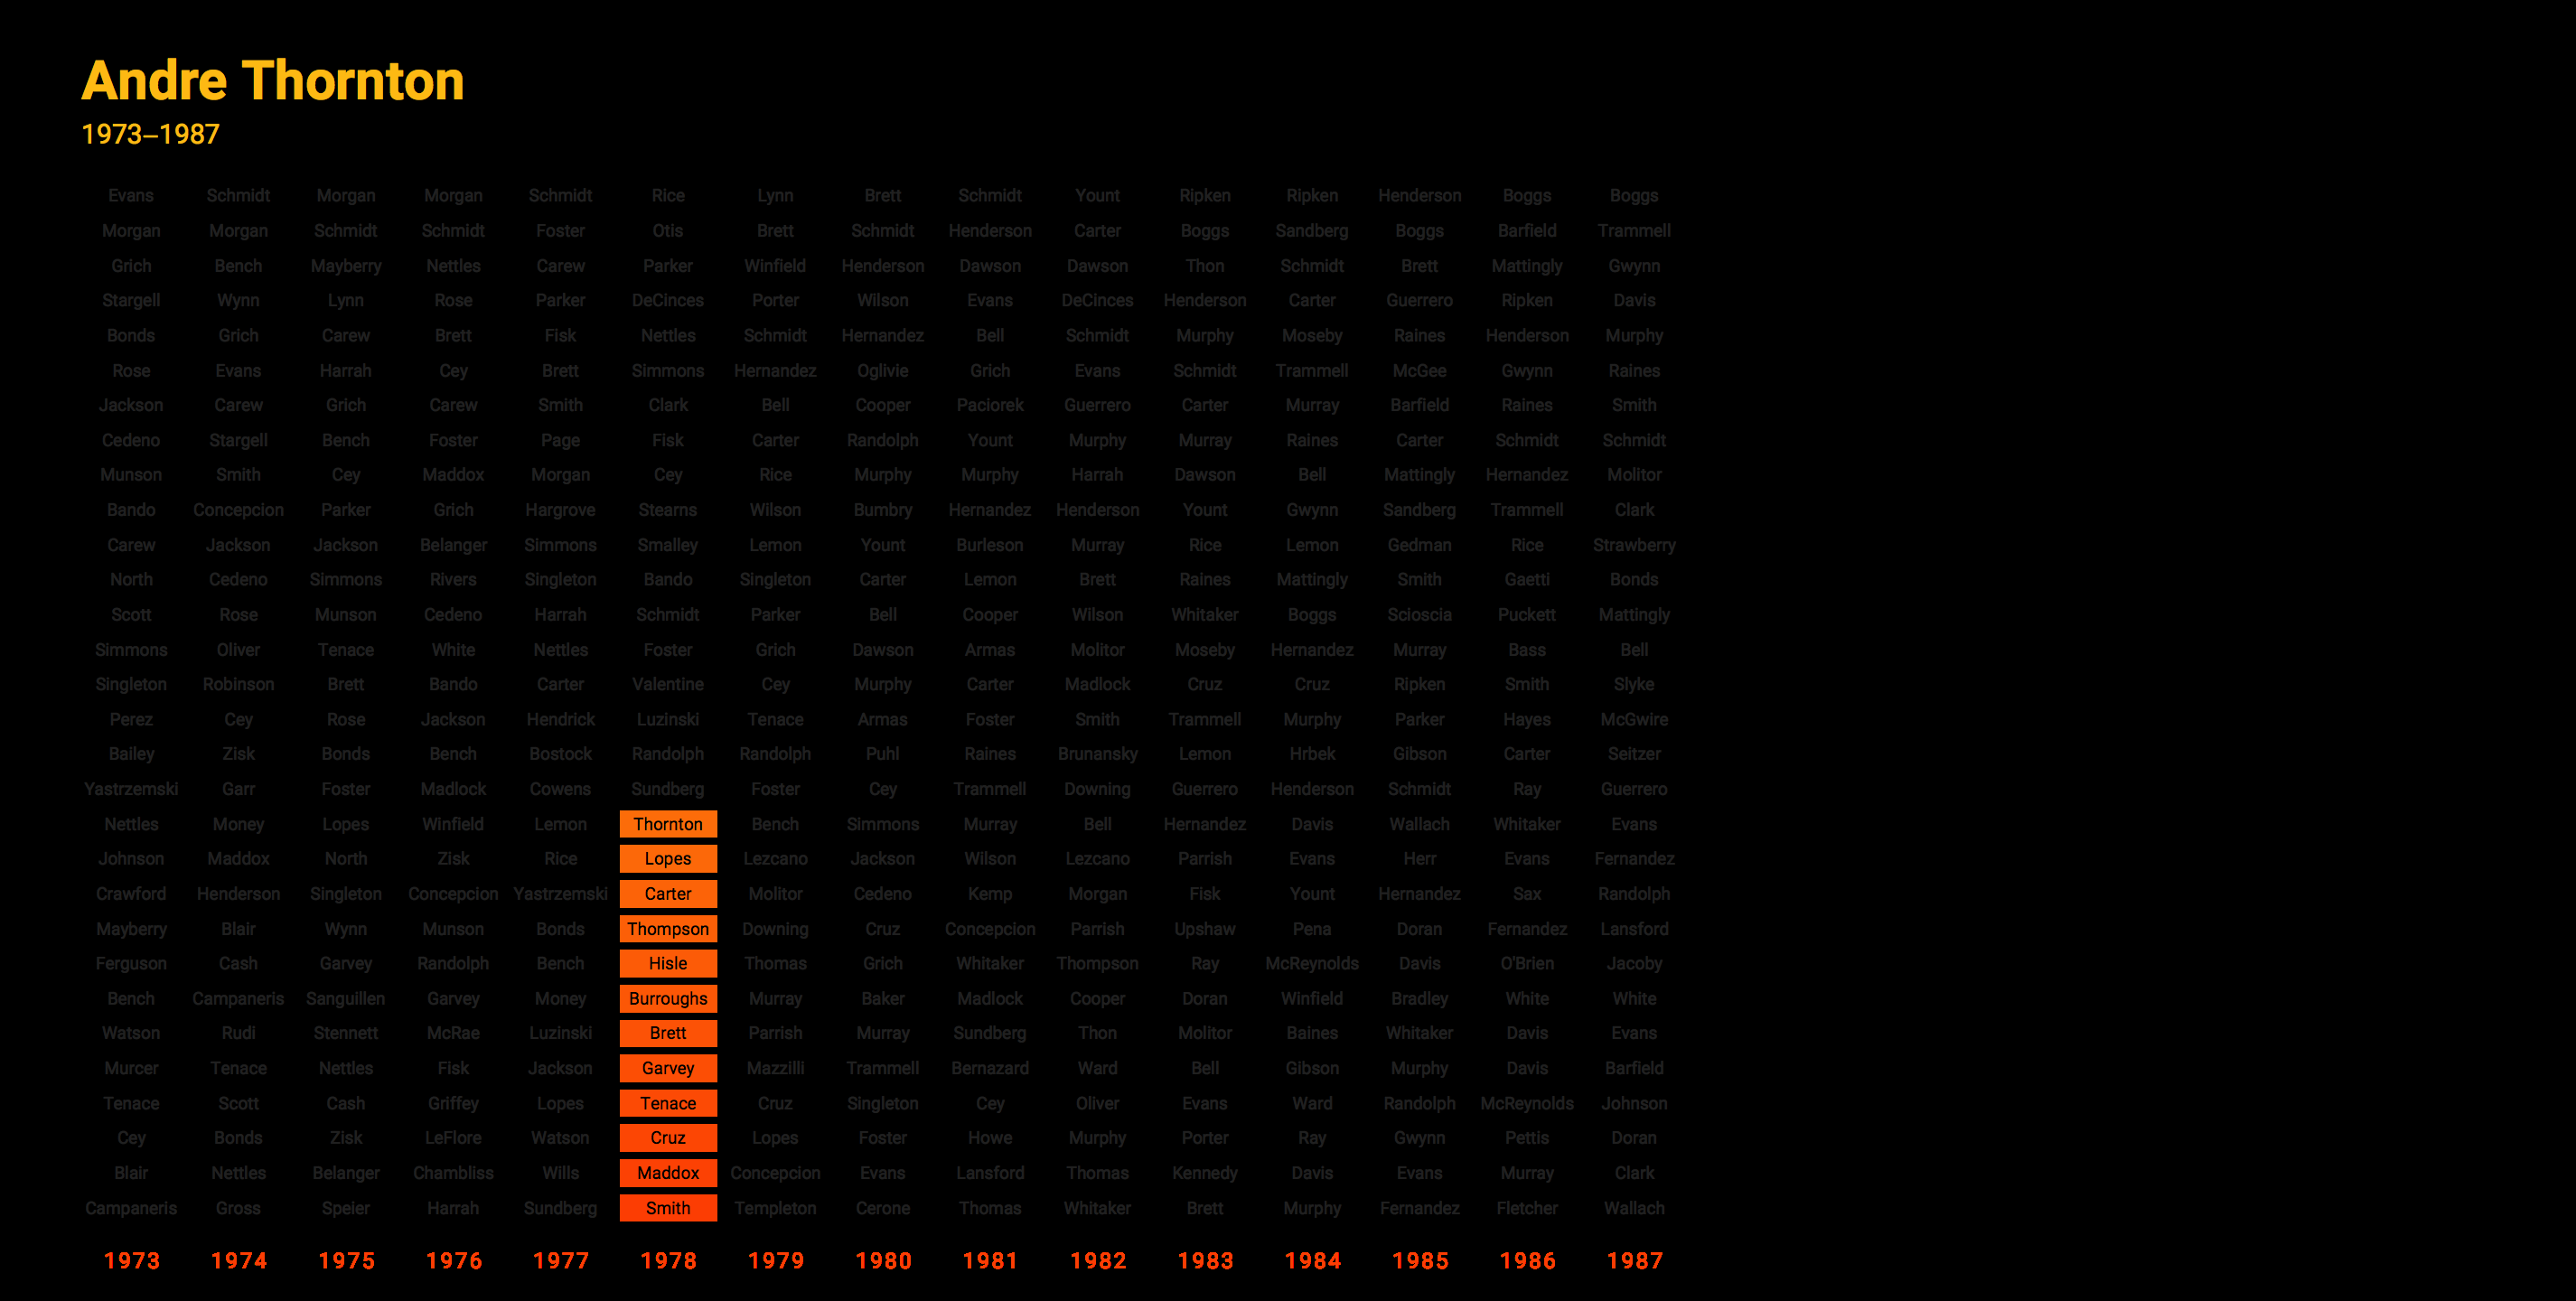 Andre Thornton
1973–1987
Evans Schmidt Morgan Morgan Schmidt Rice Lynn Brett Schmidt Yount Ripken Ripken Henderson Boggs Boggs
Morgan Morgan Schmidt Schmidt Foster Otis Brett Schmidt Henderson Carter Boggs Sandberg Boggs Barfield Trammell
Grich Bench Mayberry Nettles Carew Parker Winfield Henderson Dawson Dawson Thon Schmidt Brett Mattingly Gwynn
Stargell Wynn Lynn Rose Parker DeCinces Porter Wilson Evans DeCinces Henderson Carter Guerrero Ripken Davis
Bonds Grich Carew Brett Fisk Nettles Schmidt Hernandez Bell Schmidt Murphy Moseby Raines Henderson Murphy
Rose Evans Harrah Cey Brett Simmons Hernandez Oglivie Grich Evans Schmidt Trammell McGee Gwynn Raines
Jackson Carew Grich Carew Smith Clark Bell Cooper Paciorek Guerrero Carter Murray Barfield Raines Smith
Cedeno Stargell Bench Foster Page Fisk Carter Randolph Yount Murphy Murray Raines Carter Schmidt Schmidt
Munson Smith Cey Maddox Morgan Cey Rice Murphy Murphy Harrah Dawson Bell Mattingly Hernandez Molitor
Bando Concepcion Parker Grich Hargrove Stearns Wilson Bumbry Hernandez Henderson Yount Gwynn Sandberg Trammell Clark
Carew Jackson Jackson Belanger Simmons Smalley Lemon Yount Burleson Murray Rice Lemon Gedman Rice Strawberry
North Cedeno Simmons Rivers Singleton Bando Singleton Carter Lemon Brett Raines Mattingly Smith Gaetti Bonds
Scott Rose Munson Cedeno Harrah Schmidt Parker Bell Cooper Wilson Whitaker Boggs Scioscia Puckett Mattingly
Simmons Oliver Tenace White Nettles Foster Grich Dawson Armas Molitor Moseby Hernandez Murray Bass Bell
Singleton Robinson Brett Bando Carter Valentine Cey Murphy Carter Madlock Cruz Cruz Ripken Smith Slyke
Perez Cey Rose Jackson Hendrick Luzinski Tenace Armas Foster Smith Trammell Murphy Parker Hayes McGwire
Bailey Zisk Bonds Bench Bostock Randolph Randolph Puhl Raines Brunansky Lemon Hrbek Gibson Carter Seitzer
Yastrzemski Garr Foster Madlock Cowens Sundberg Foster Cey Trammell Downing Guerrero Henderson Schmidt Ray Guerrero
Nettles Money Lopes Winfield Lemon Thornton Bench Simmons Murray Bell Hernandez Davis Wallach Whitaker Evans
Johnson Maddox North Zisk Rice Lopes Lezcano Jackson Wilson Lezcano Parrish Evans Herr Evans Fernandez
Crawford Henderson Singleton Concepcion Yastrzemski Carter Molitor Cedeno Kemp Morgan Fisk Yount Hernandez Sax Randolph
Mayberry Blair Wynn Munson Bonds Thompson Downing Cruz Concepcion Parrish Upshaw Pena Doran Fernandez Lansford
Ferguson Cash Garvey Randolph Bench Hisle Thomas Grich Whitaker Thompson Ray McReynolds Davis O'Brien Jacoby
Bench Campaneris Sanguillen Garvey Money Burroughs Murray Baker Madlock Cooper Doran Winfield Bradley White White
Watson Rudi Stennett McRae Luzinski Brett Parrish Murray Sundberg Thon Molitor Baines Whitaker Davis Evans
Murcer Tenace Nettles Fisk Jackson Garvey Mazzilli Trammell Bernazard Ward Bell Gibson Murphy Davis Barfield
Tenace Scott Cash Griffey Lopes Tenace Cruz Singleton Cey Oliver Evans Ward Randolph McReynolds Johnson
Cey Bonds Zisk LeFlore Watson Cruz Lopes Foster Howe Murphy Porter Ray Gwynn Pettis Doran
Blair Nettles Belanger Chambliss Wills Maddox Concepcion Evans Lansford Thomas Kennedy Davis Evans Murray Clark
Campaneris Gross Speier Harrah Sundberg Smith Templeton Cerone Thomas Whitaker Brett Murphy Fernandez Fletcher Wallach
1973 1974 1975 1976 1977 1978 1979 1980 1981 1982 1983 1984 1985 1986 1987